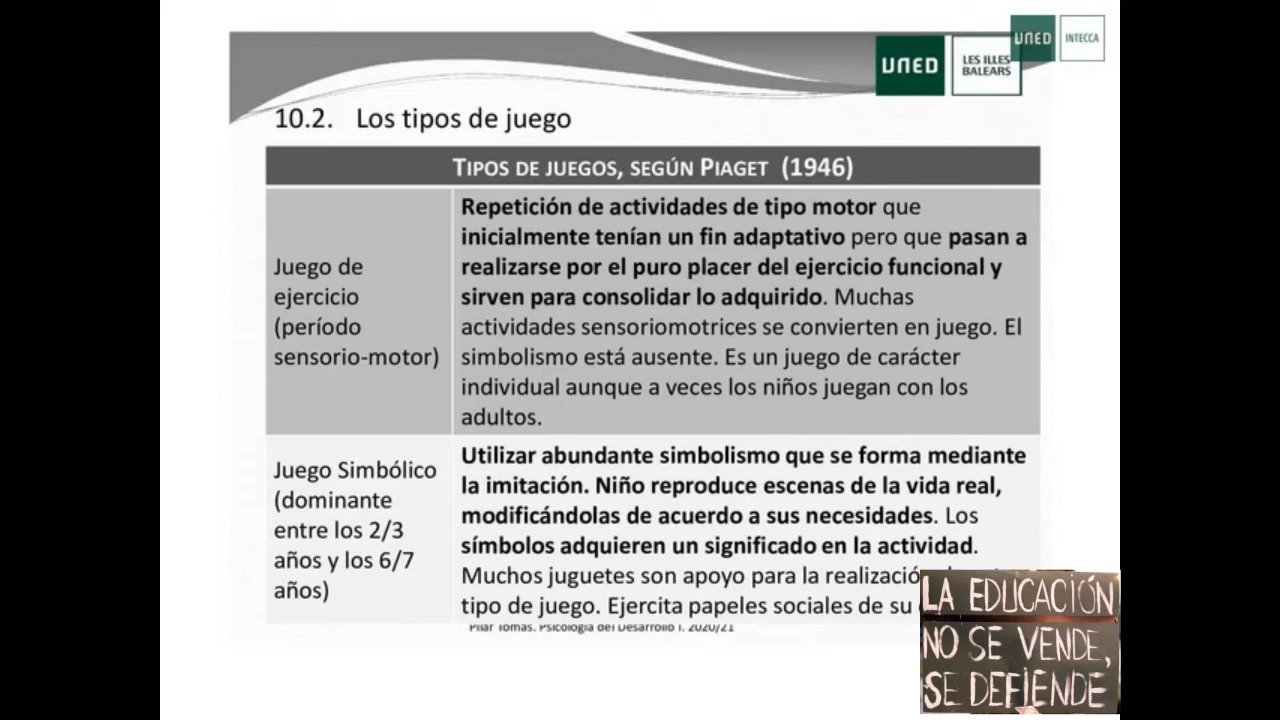 UNED
INTECCA
UNED
LES ILLES
BALEARS
10.2. Los tipos de juego
TIPOS DE JUEGOS, SEGÚN PIAGET (1946)
Juego de
ejercicio
(período
sensorio-motor)
Repetición de actividades de tipo motor que
inicialmente tenían un fin adaptativo pero que pasan a
realizarse por el puro placer del ejercicio funcional y
sirven para consolidar lo adquirido. Muchas
actividades sensoriomotrices se convierten en juego. El
simbolismo está ausente. Es un juego de carácter
individual aunque a veces los niños juegan con los
adultos.
Juego Simbólico
(dominante
entre los 2/3
años y los 6/7
años)
Utilizar abundante simbolismo que se forma mediante
la imitación. Niño reproduce escenas de la vida real,
modificándolas de acuerdo a sus necesidades. Los
símbolos adquieren un significado en la actividad.
Muchos juguetes son apoyo para la
tipo de juego. Ejercita papeles sociales de su
Pilar Tomás. Psicología del Desarrollo I. 2020/21
LA EDUCACIÓN
NO SE VENDE,
SE DEFIENDE